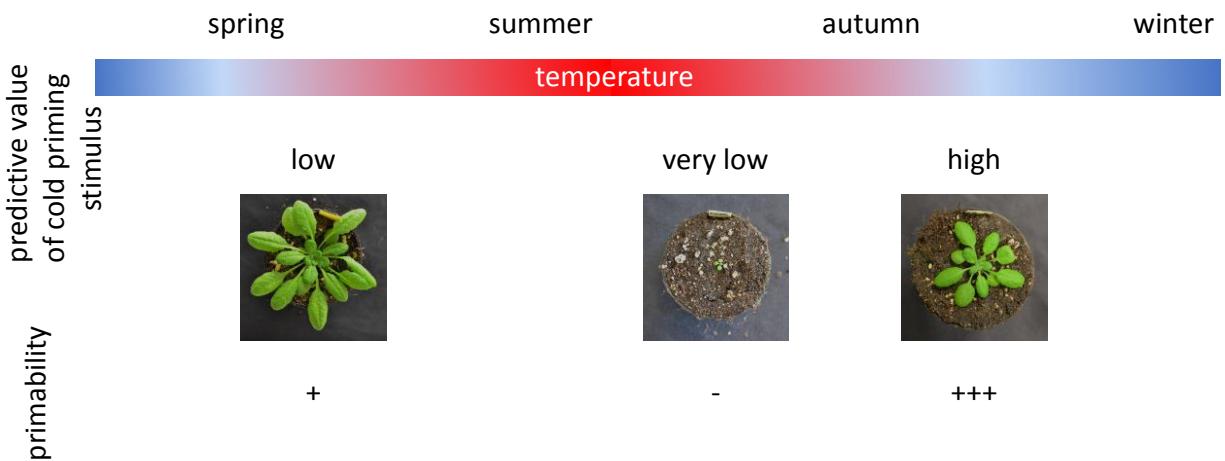 spring summer autumn winter
temperature
predictive value
of cold priming
stimulus
low very low high
primability
+ - +++